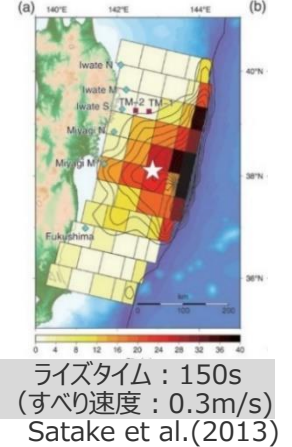 (a)
140°E 142°E 144°E (b)
Iwate N
40°N
Iwate M
Iwate S TM-2 TM-1
Miyagi N
Miyagi M
38°N
Fukushima
36°N
km
0 100 200
0 4 8 12 16 20 24 28 32 36 40
ライズタイム：150s
（すべり速度：0.3m/s)
Satake et al.(2013)